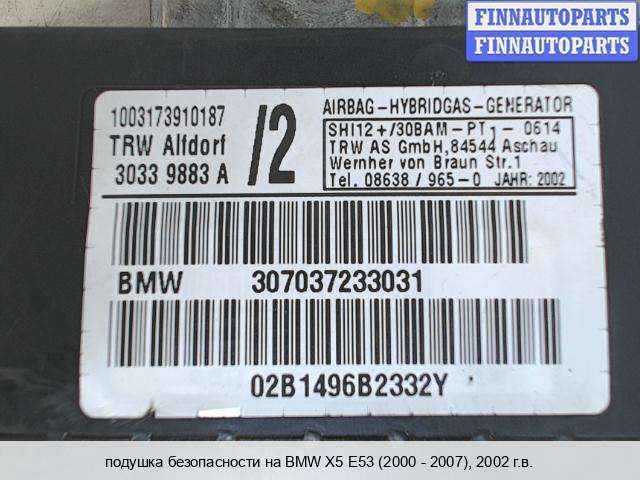 FINNAUTOPARTS
FINNAUTOPARTS
1003173910187
TRW Alfdorf
3033 9883 A
/2
AIRBAG-HYBRIDGAS-GENERATOR
SHI12+/30BAM-PT1-0614
TRW AS GmbH,84544 Aschau
Wernher von Braun Str.1
Tel. 08638/965-0 JAHR: 2002
BMW 307037233031
02B1496B2332Y
подушка безопасности на BMW X5 E53 (2000 - 2007), 2002 г.в.